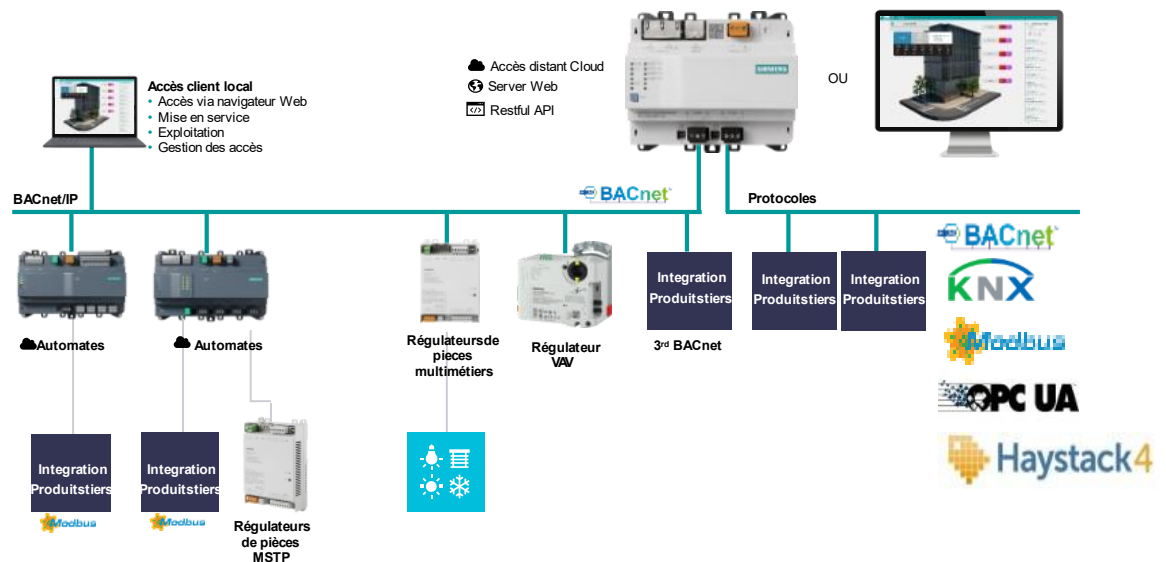 Accès distant Cloud
Server Web
Restful API
SIEMENS
OU
Accès client local
• Accès via navigateur Web
• Mise en service
• Exploitation
• Gestion des accès
BACnet/IP
BACnet
Protocoles
Automates
Automates
Régulateursde
pieces
multimétiers
Régulateur
VAV
Integration
Produitstiers
3rd BACnet
Integration
Produitstiers
Integration
Produitstiers
BACnet
KNX
Modbus
OPC UA
Haystack4
Integration
Produitstiers
Modbus
Integration
Produitstiers
Modbus
Régulateurs
de pièces
MSTP